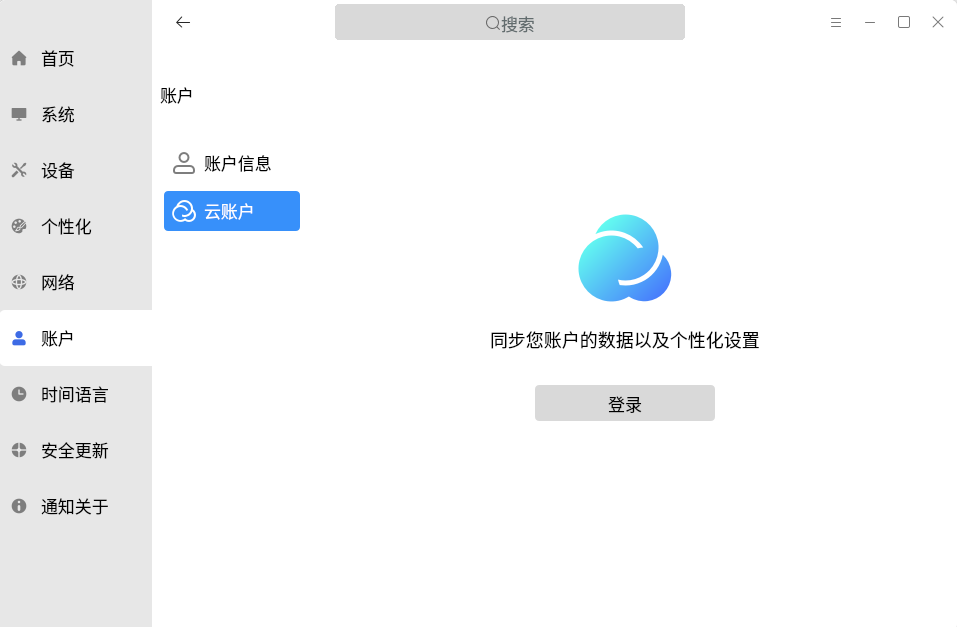 搜索
首页
系统
设备
个性化
网络
账户
时间语言
安全更新
通知关于
账户
账户信息
云账户
同步您账户的数据以及个性化设置
登录